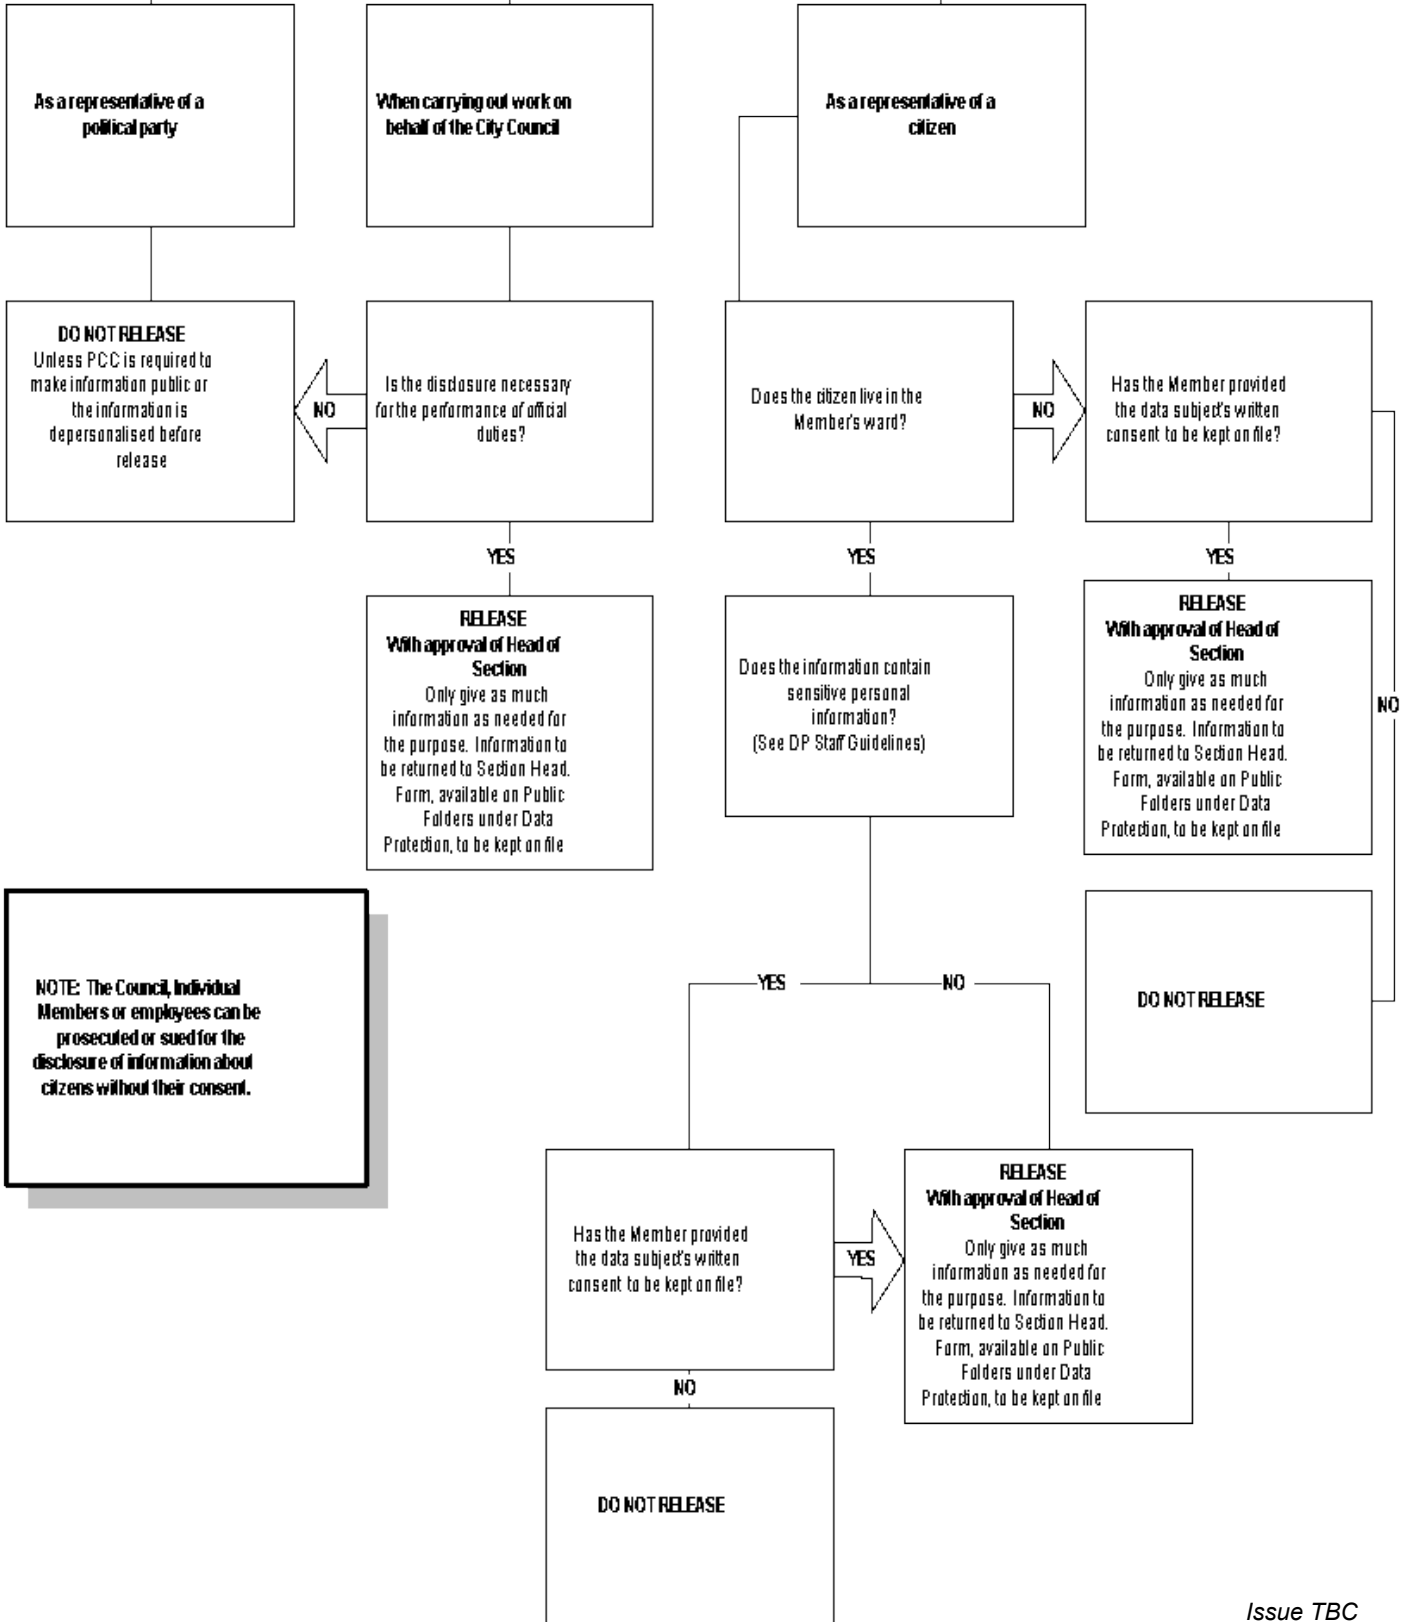 As a representative of a
political party
When carrying out work on
behalf of the City Council
As a representative of a
citizen
DO NOT RELEASE
Unless PCC is required to
make information public or
the information is
depersonalised before
release
NO
Is the disclosure necessary
for the performance of official
duties?
Does the citizen live in the
Member's ward?
NO
Has the Member provided
the data subject's written
consent to be kept on file?
YES
YES
YES
RELEASE
With approval of Head of
Section
Only give as much
information as needed for
the purpose. Information to
be returned to Section Head.
Form, available on Public
Folders under Data
Protection, to be kept on file
Does the information contain
sensitive personal
information?
(See DP Staff Guidelines)
RELEASE
With approval of Head of
Section
Only give as much
information as needed for
the purpose. Information to
be returned to Section Head.
Form, available on Public
Folders under Data
Protection, to be kept on file
NO
NOTE: The Council, Individual
Members or employees can be
prosecuted or sued for the
disclosure of information about
citzens without their consent.
YES
NO
DO NOT RELEASE
Has the Member provided
the data subject's written
consent to be kept on file?
YES
RELEASE
With approval of Head of
Section
Only give as much
information as needed for
the purpose. Information to
be returned to Section Head.
Form, available on Public
Folders under Data
Protection, to be kept on file
NO
DO NOT RELEASE
Issue TBC